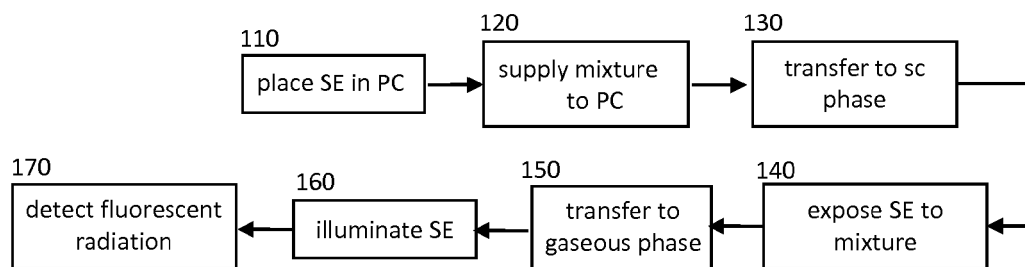 110
place SE in PC
120
supply mixture
to PC
130
transfer to sc
phase
140
expose SE to
mixture
150
transfer to
gaseous phase
160
illuminate SE
170
detect fluorescent
radiation